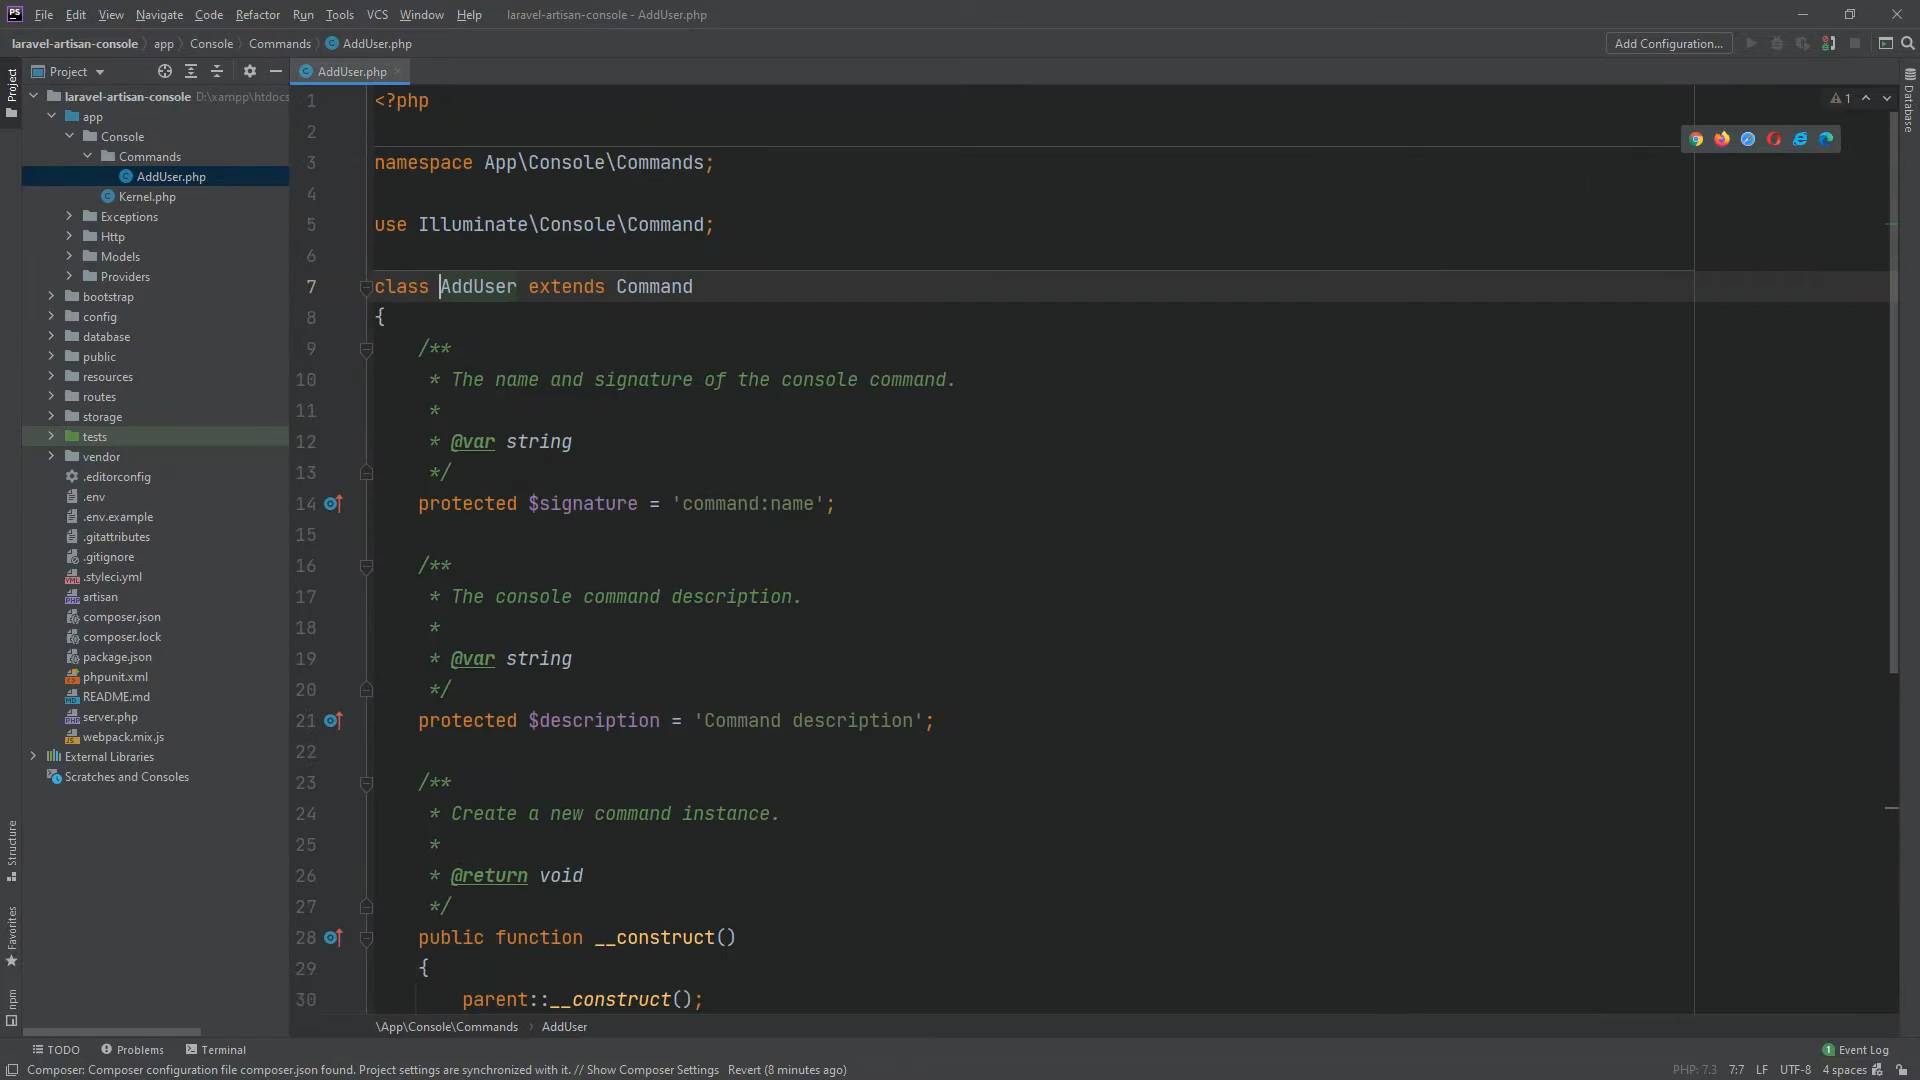 File Edit View Navigate Code Refactor Run Tools VCS Window Help laravel-artisan-console - AddUser.php
laravel-artisan-console app Console Commands AddUser.php Add Configuration...
Project AddUser.php
laravel-artisan-console D:\xampp\htdocs
app
Console
Commands
AddUser.php
Kernel.php
Exceptions
Http
Models
Providers
bootstrap
config
database
public
resources
routes
storage
tests
vendor
.editorconfig
.env
.env.example
.gitattributes
.gitignore
.styleci.yml
artisan
composer.json
composer.lock
package.json
phpunit.xml
README.md
server.php
webpack.mix.js
External Libraries
Scratches and Consoles
Project
Structure
Favorites
npm
1 <?php
2
3 namespace App\Console\Commands;
4
5 use Illuminate\Console\Command;
6
7 class AddUser extends Command
8 {
9 /**
10 * The name and signature of the console command.
11 *
12 * @var string
13 */
14 protected $signature = 'command:name';
15
16 /**
17 * The console command description.
18 *
19 * @var string
20 */
21 protected $description = 'Command description';
22
23 /**
24 * Create a new command instance.
25 *
26 * @return void
27 */
28 public function __construct()
29 {
30 parent::__construct();
1
Database
\App\Console\Commands AddUser
TODO Problems Terminal 1 Event Log
Composer: Composer configuration file composer.json found. Project settings are synchronized with it. // Show Composer Settings Revert (8 minutes ago) PHP: 7.3 7:7 LF UTF-8 4 spaces